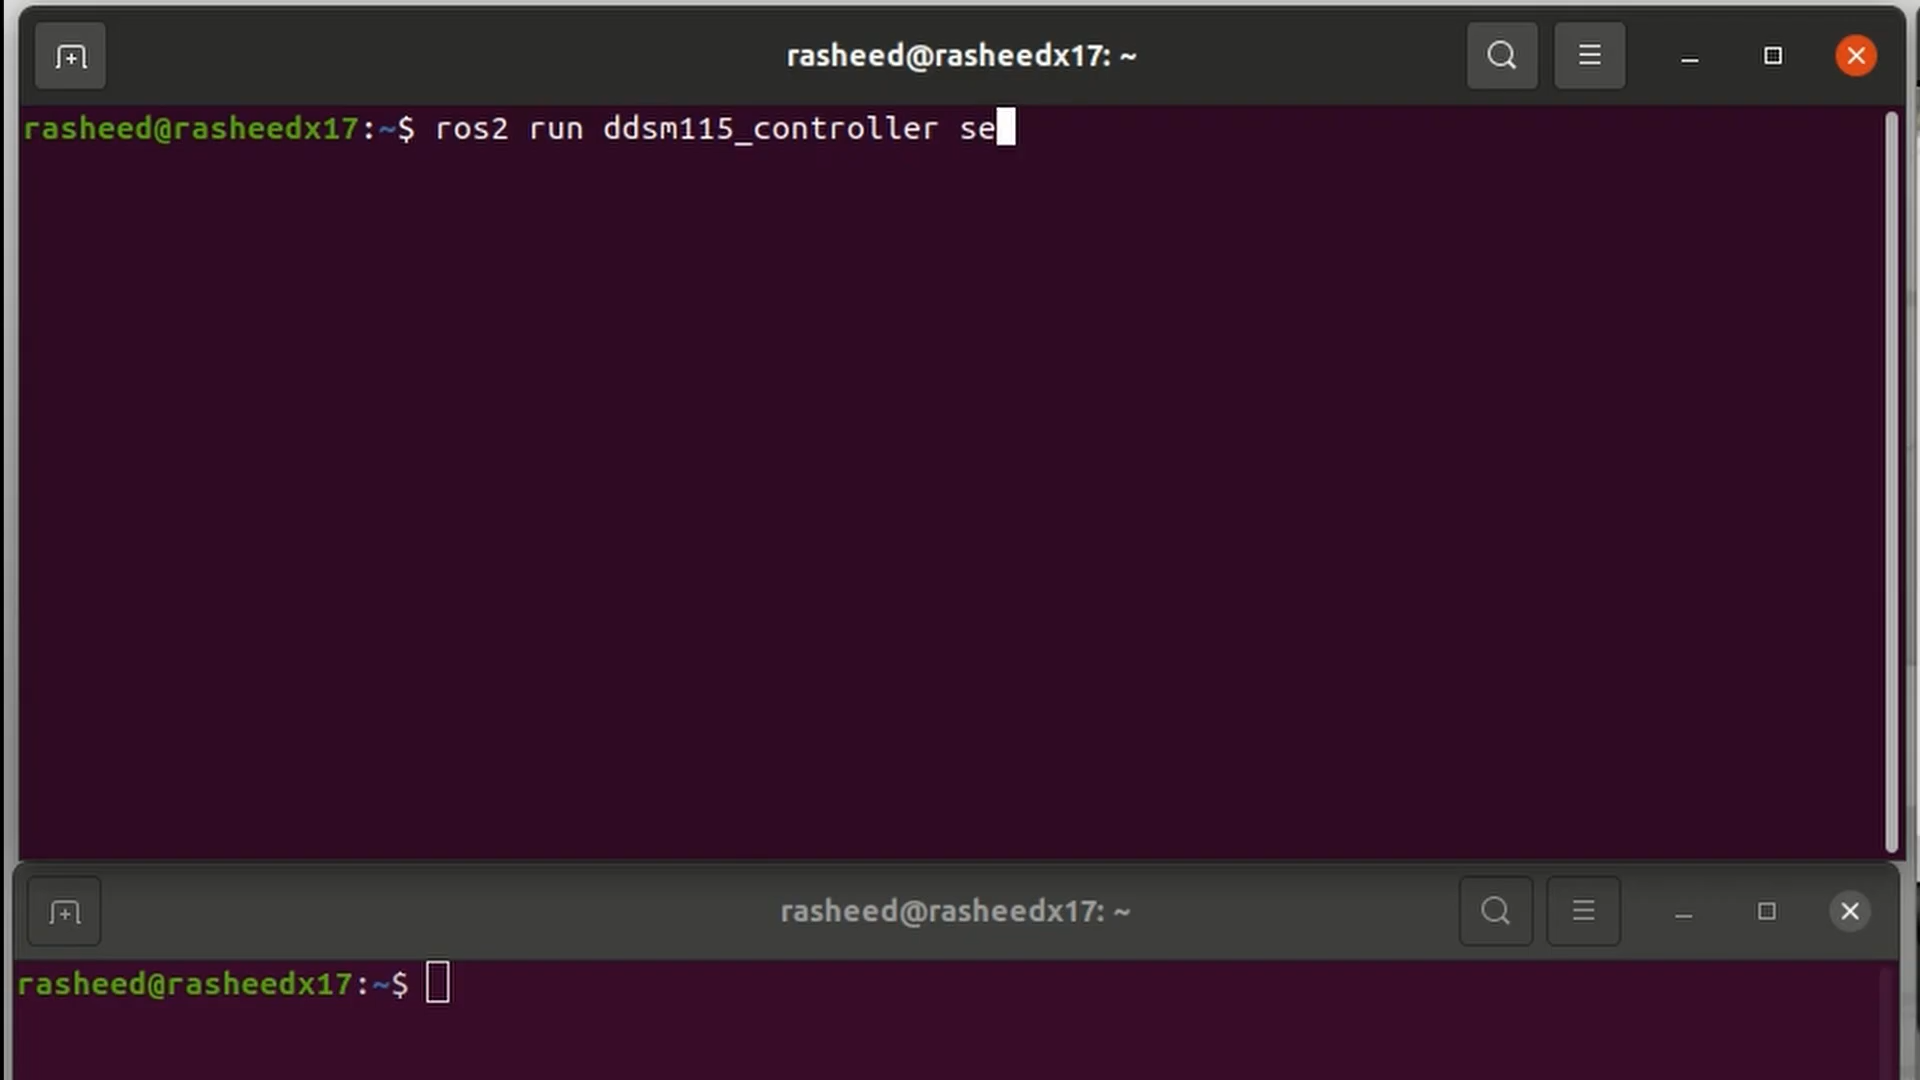 rasheed@rasheedx17: ~
rasheed@rasheedx17:~$ ros2 run ddsm115_controller se
rasheed@rasheedx17: ~
rasheed@rasheedx17:~$